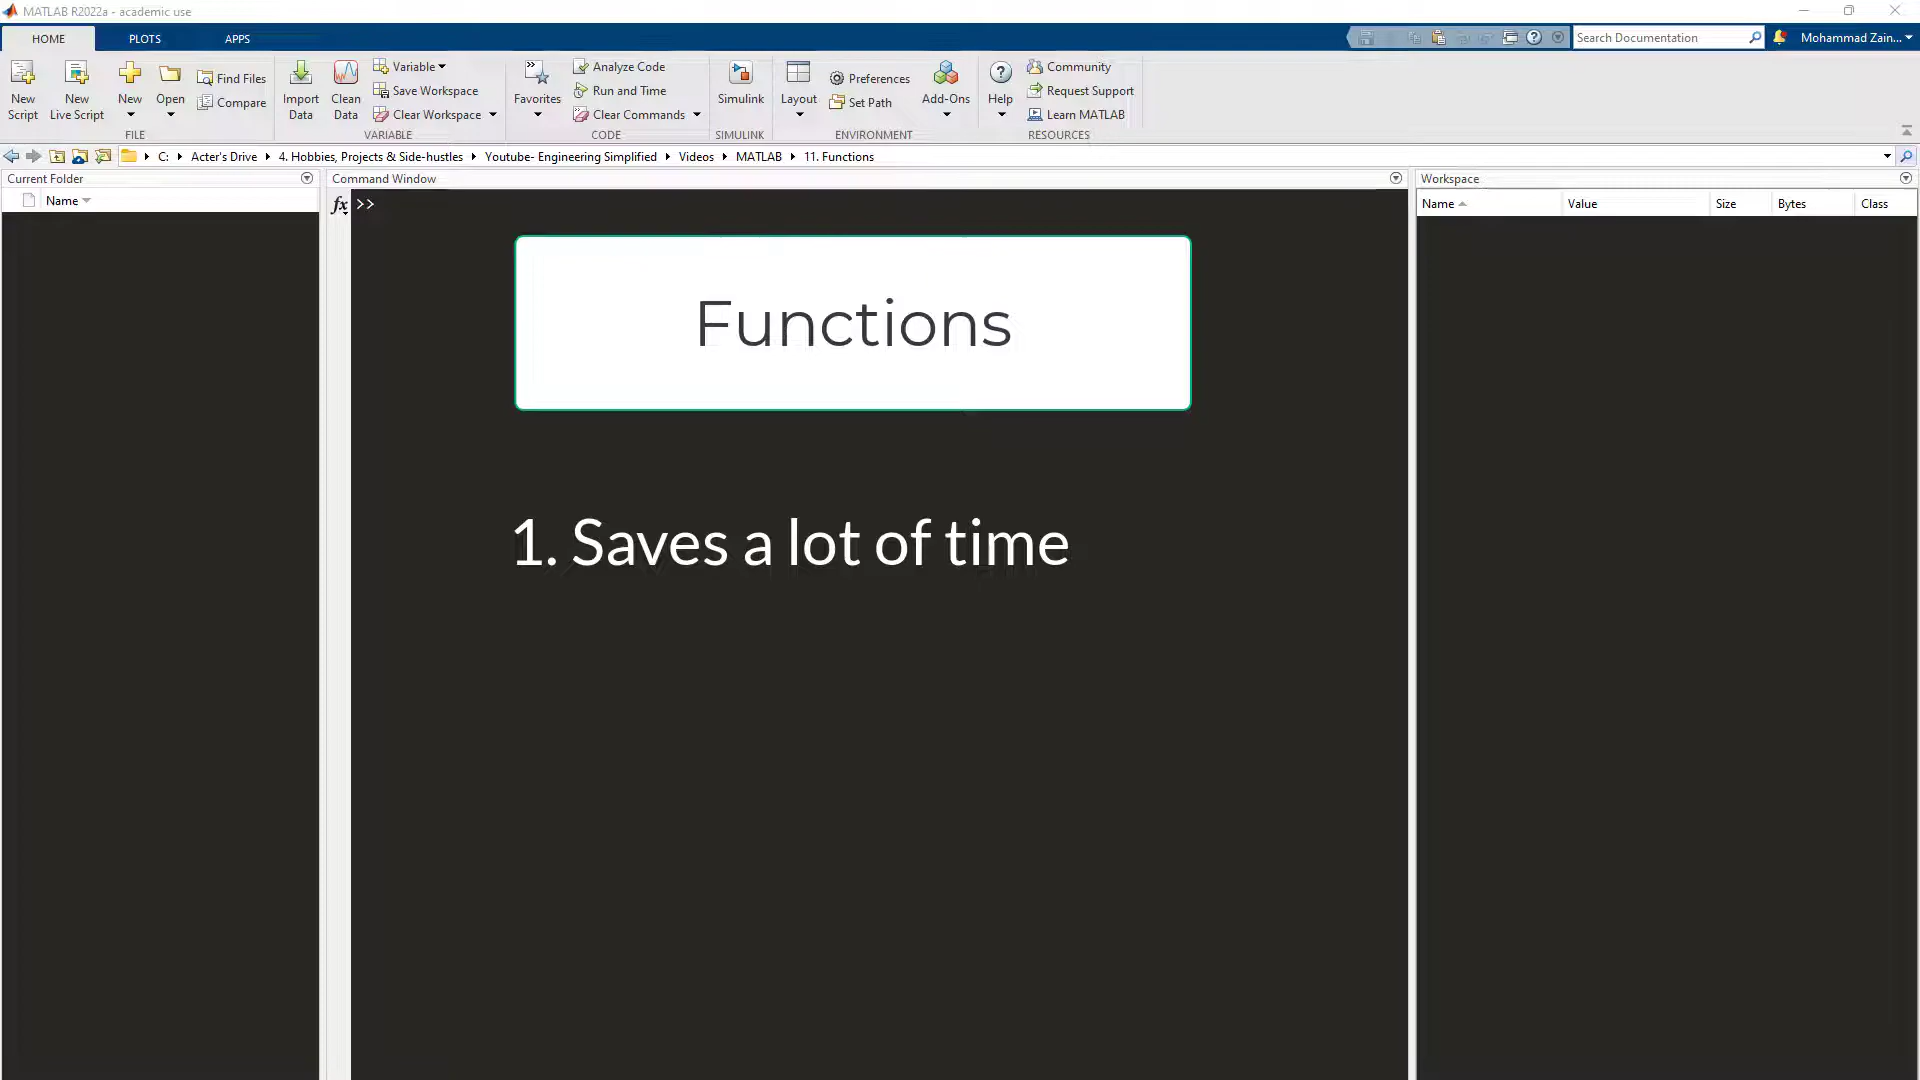 MATLAB R2022a - academic use
HOME PLOTS APPS
Search Documentation
Mohammad Zain...
New Script
New Live Script
New
Open
Find Files
Compare
FILE
Import Data
Clean Data
Variable
Save Workspace
Clear Workspace
VARIABLE
Favorites
Analyze Code
Run and Time
Clear Commands
CODE
Simulink
SIMULINK
Layout
Preferences
Set Path
Add-Ons
ENVIRONMENT
Help
Community
Request Support
Learn MATLAB
RESOURCES
C: Acter's Drive 4. Hobbies, Projects & Side-hustles Youtube- Engineering Simplified Videos MATLAB 11. Functions
Current Folder
Name
Command Window
fx >>
Functions
1. Saves a lot of time
Workspace
Name Value Size Bytes Class